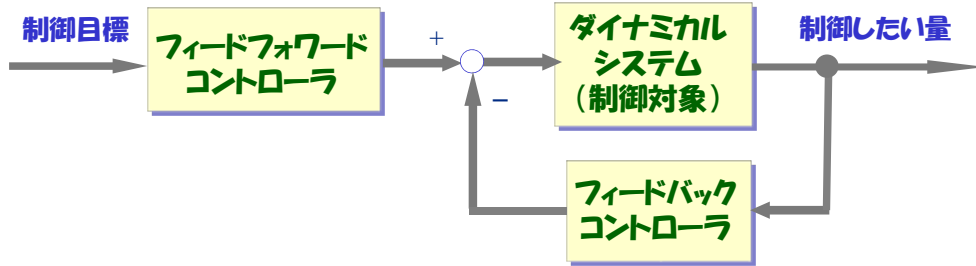 制御目標
フィードフォワード
コントローラ
+
−
ダイナミカル
システム
(制御対象)
制御したい量
フィードバック
コントローラ